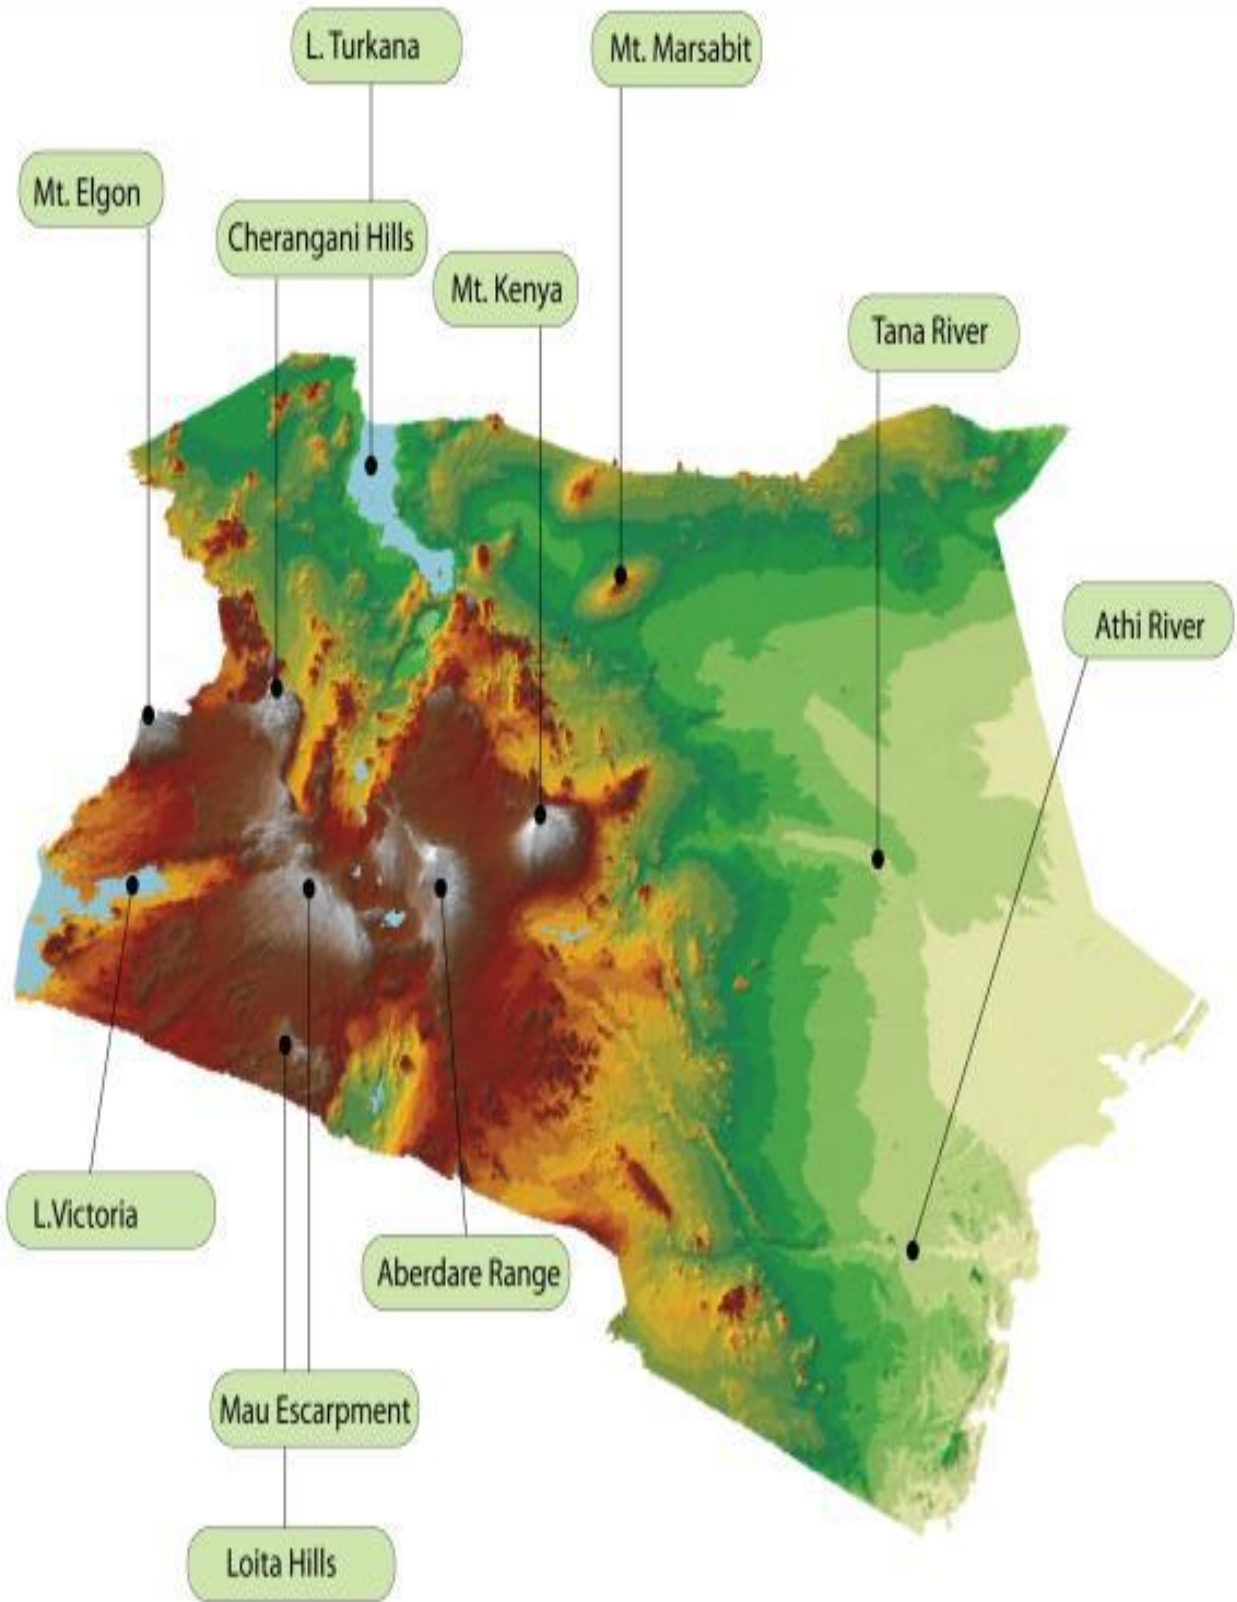 L. Turkana
Mt. Marsabit
Mt. Elgon
Cherangani Hills
Mt. Kenya
Tana River
Athi River
L.Victoria
Aberdare Range
Mau Escarpment
Loita Hills